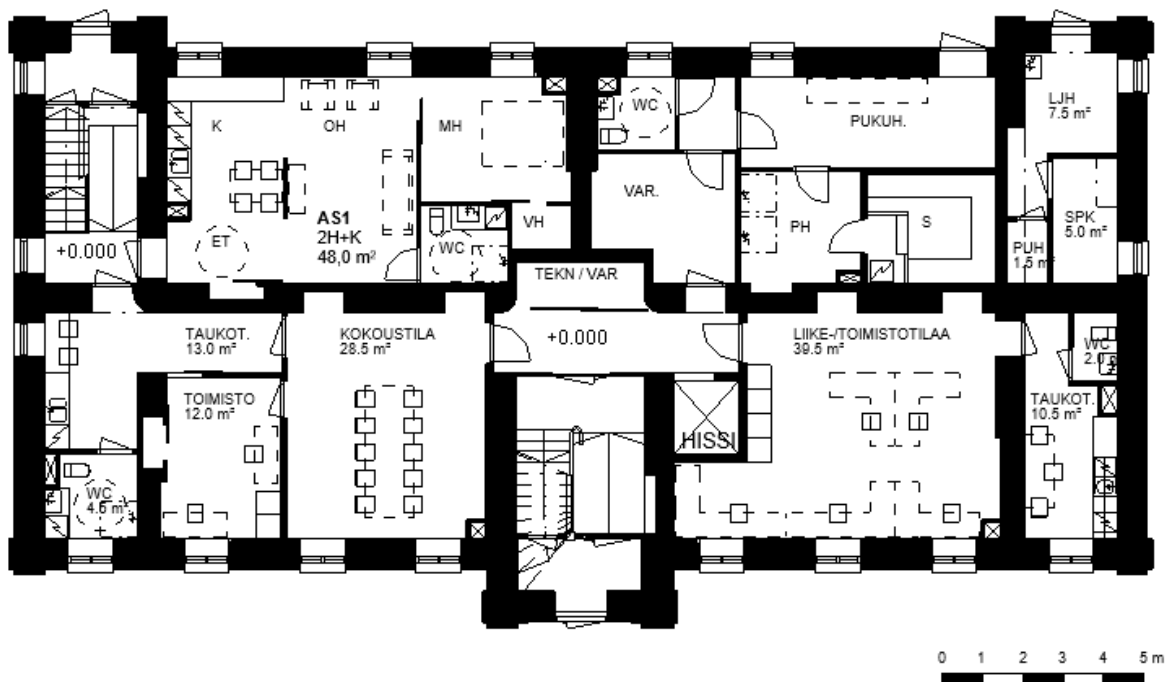 K
OH
MH
WC
PUKUH.
LJH
7.5 m²
AS1
2H+K
48,0 m²
VAR.
VH
WC
PH
S
SPK
5.0 m²
PUH
1.5 m²
ET
+0.000
TEKN / VAR
TAUKOT.
13.0 m²
KOKOUSTILA
28.5 m²
+0.000
LIIKE-/TOIMISTOTILAA
39.5 m²
WC
2.0
TOIMISTO
12.0 m²
HISSI
TAUKOT.
10.5 m²
WC
4.5 m²
0 1 2 3 4 5 m